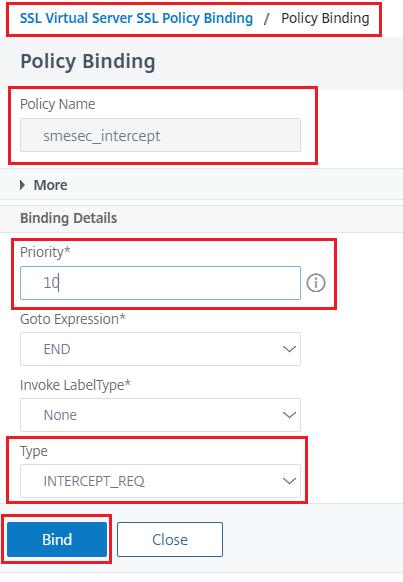 SSL Virtual Server SSL Policy Binding / Policy Binding
Policy Binding
Policy Name
smesec_intercept
More
Binding Details
Priority*
10
Goto Expression*
END
Invoke LabelType*
None
Type
INTERCEPT_REQ
Bind Close